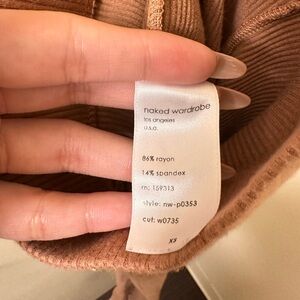 naked wardrobe
los angeles
u.s.a.
86% rayon
14% spandex
rn: 159313
style: nw-p0353
cut: w0735
xs